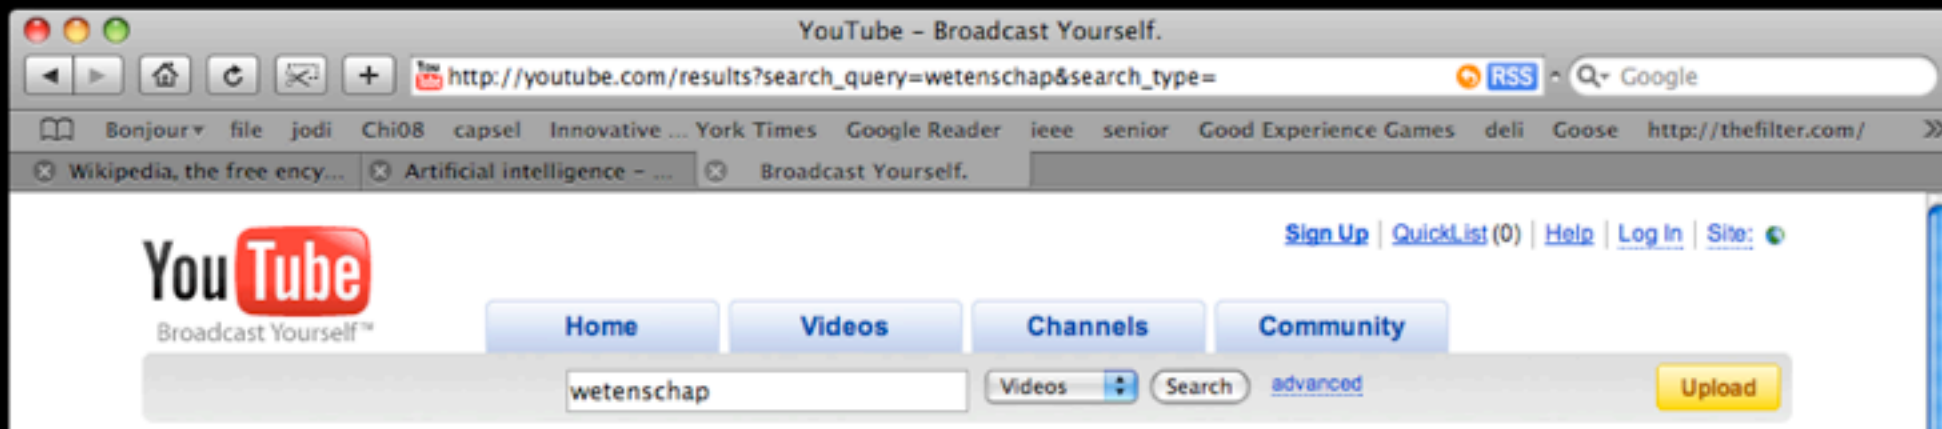 YouTube – Broadcast Yourself.
http://youtube.com/results?search_query=wetenschap&search_type= RSS Google
Bonjour file jodi Chi08 capsel Innovative ... York Times Google Reader ieee senior Good Experience Games deli Goose http://thefilter.com/
Wikipedia, the free ency... Artificial intelligence – ... Broadcast Yourself.
Sign Up QuickList (0) Help Log In Site:
YouTube
Broadcast Yourself™
Home Videos Channels Community
wetenschap Videos Search advanced Upload